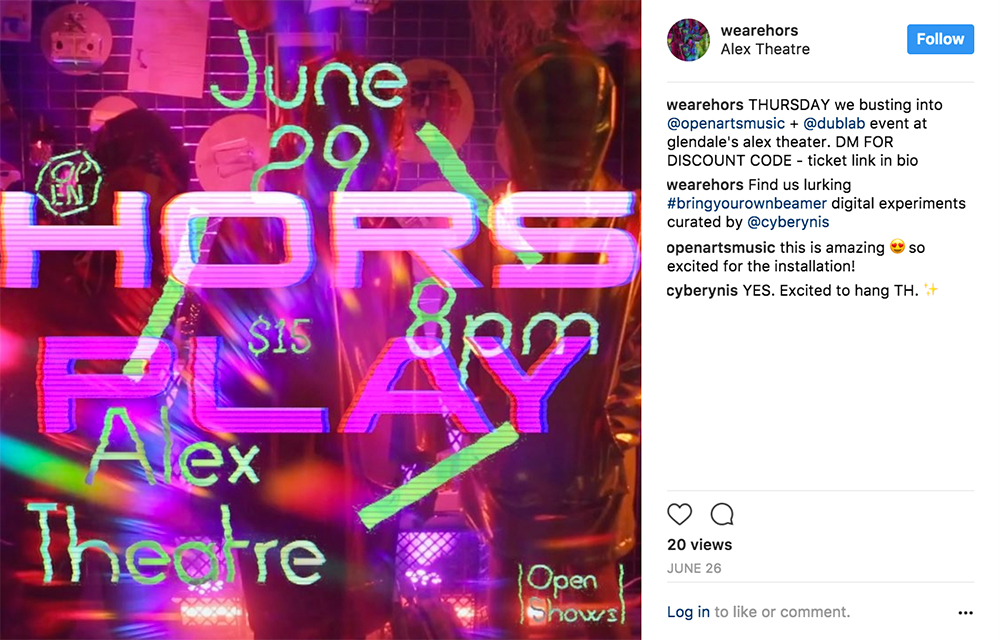 June
29
OP
EN
HORS
$15
8pm
PLAY
Alex
Theatre
Open
Shows
wearehors
Alex Theatre
Follow
wearehors THURSDAY we busting into
@openartsmusic + @dublab event at
glendale's alex theater. DM FOR
DISCOUNT CODE - ticket link in bio
wearehors Find us lurking
#bringyourownbeamer digital experiments
curated by @cyberynis
openartsmusic this is amazing 😍 so
excited for the installation!
cyberynis YES. Excited to hang TH. ✨
20 views
JUNE 26
Log in to like or comment.